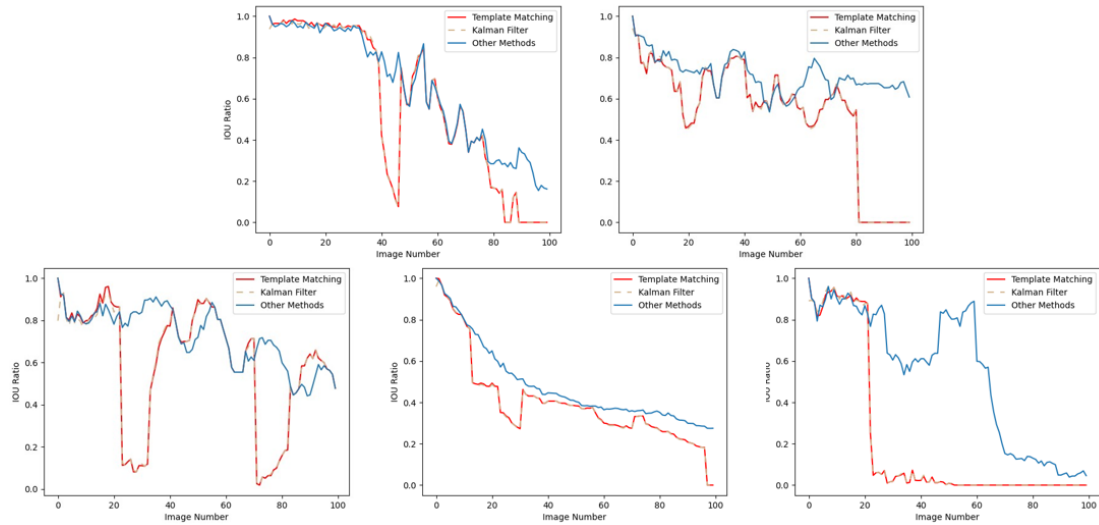 1.0
0.8
0.6
0.4
0.2
0.0
IOU Ratio
0 20 40 60 80 100
Image Number
Template Matching
Kalman Filter
Other Methods
1.0
0.8
0.6
0.4
0.2
0.0
IOU Ratio
0 20 40 60 80 100
Image Number
Template Matching
Kalman Filter
Other Methods
1.0
0.8
0.6
0.4
0.2
0.0
IOU Ratio
0 20 40 60 80 100
Image Number
Template Matching
Kalman Filter
Other Methods
1.0
0.8
0.6
0.4
0.2
0.0
IOU Ratio
0 20 40 60 80 100
Image Number
Template Matching
Kalman Filter
Other Methods
1.0
0.8
0.6
0.4
0.2
0.0
IOU Ratio
0 20 40 60 80 100
Image Number
Template Matching
Kalman Filter
Other Methods